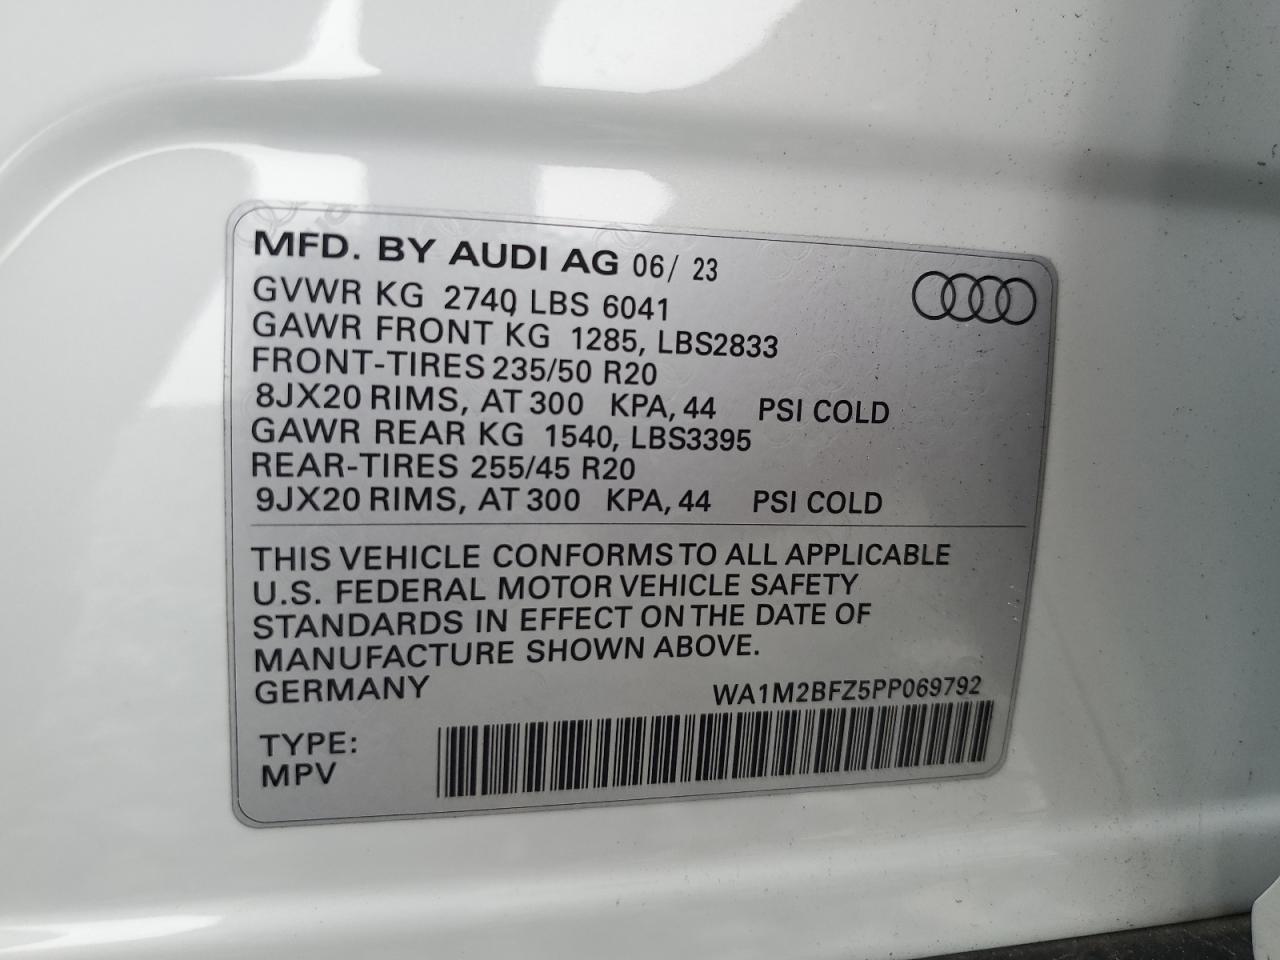 MFD. BY AUDI AG 06/ 23
GVWR KG 2740 LBS 6041
GAWR FRONT KG 1285, LBS2833
FRONT-TIRES 235/50 R20
8JX20 RIMS, AT 300 KPA, 44 PSI COLD
GAWR REAR KG 1540, LBS3395
REAR-TIRES 255/45 R20
9JX20 RIMS, AT 300 KPA, 44 PSI COLD
THIS VEHICLE CONFORMS TO ALL APPLICABLE
U.S. FEDERAL MOTOR VEHICLE SAFETY
STANDARDS IN EFFECT ON THE DATE OF
MANUFACTURE SHOWN ABOVE.
GERMANY WA1M2BFZ5PP069792
TYPE:
MPV